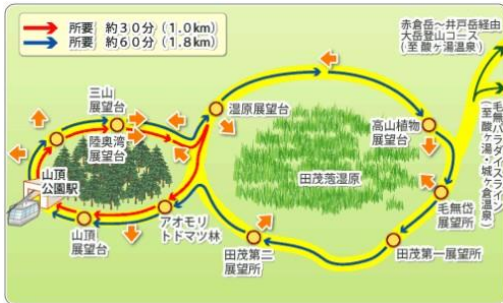 所要 約30分(1.0km)
所要 約60分(1.8km)
赤倉岳～井戸岳経由
大岳登山コース
(至 酸ヶ湯温泉)
毛無パラダイスライン
(至 酸ヶ湯・城ヶ倉温泉)
三山
展望台
湿原展望台
陸奥湾
展望台
高山植物
展望台
山頂
公園駅
田茂萢湿原
毛無岱
展望所
山頂
展望台
アオモリ
トドマツ林
田茂第二
展望所
田茂第一展望所